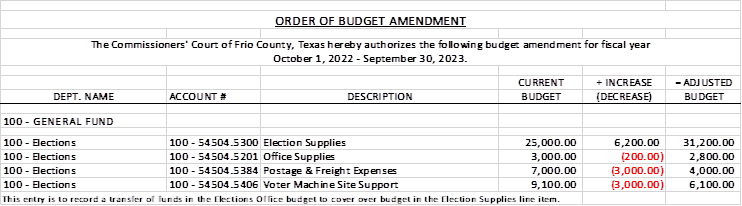 ORDER OF BUDGET AMENDMENT
The Commissioners' Court of Frio County, Texas hereby authorizes the following budget amendment for fiscal year
October 1, 2022 - September 30, 2023.
CURRENT + INCREASE = ADJUSTED
DEPT. NAME ACCOUNT # DESCRIPTION BUDGET (DECREASE) BUDGET
100 - GENERAL FUND
100 - Elections 100 - 54504.5300 Election Supplies 25,000.00 6,200.00 31,200.00
100 - Elections 100 - 54504.5201 Office Supplies 3,000.00 (200.00) 2,800.00
100 - Elections 100 - 54504.5384 Postage & Freight Expenses 7,000.00 (3,000.00) 4,000.00
100 - Elections 100 - 54504.5406 Voter Machine Site Support 9,100.00 (3,000.00) 6,100.00
This entry is to record a transfer of funds in the Elections Office budget to cover over budget in the Election Supplies line item.